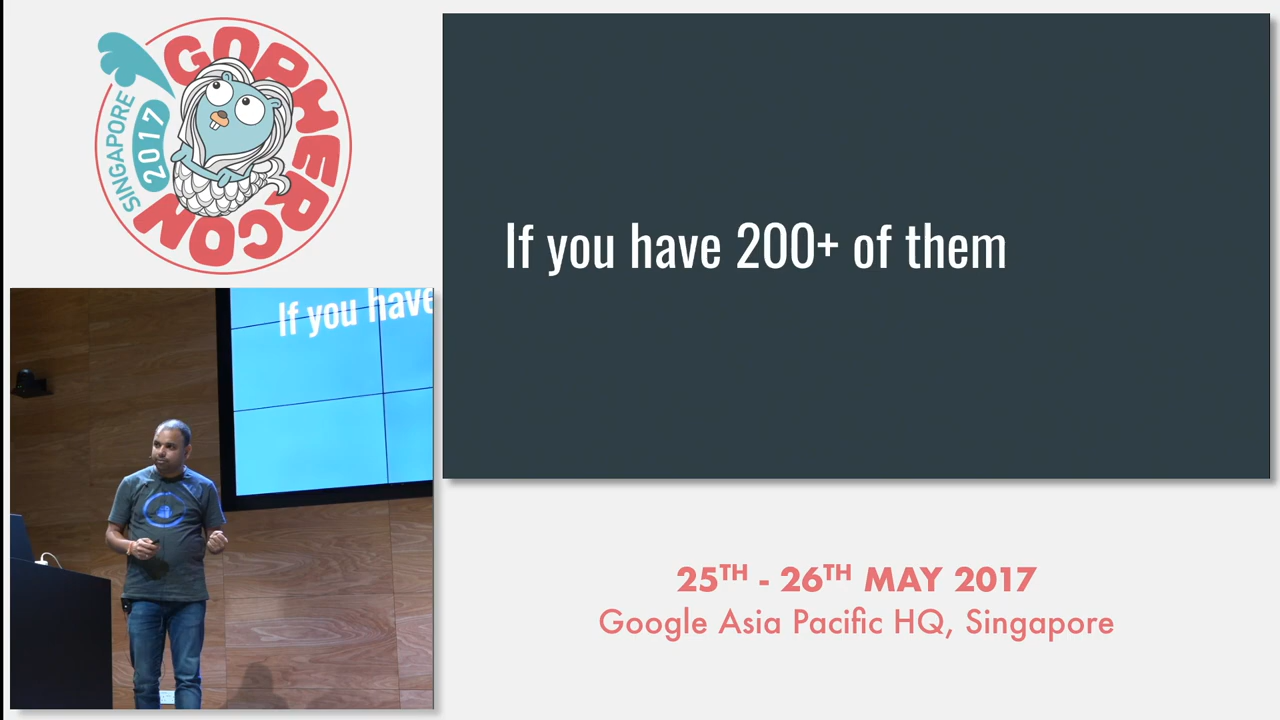 GOPHERCON
SINGAPORE
2017
If you have 200+ of them
If you have
25TH - 26TH MAY 2017
Google Asia Pacific HQ, Singapore